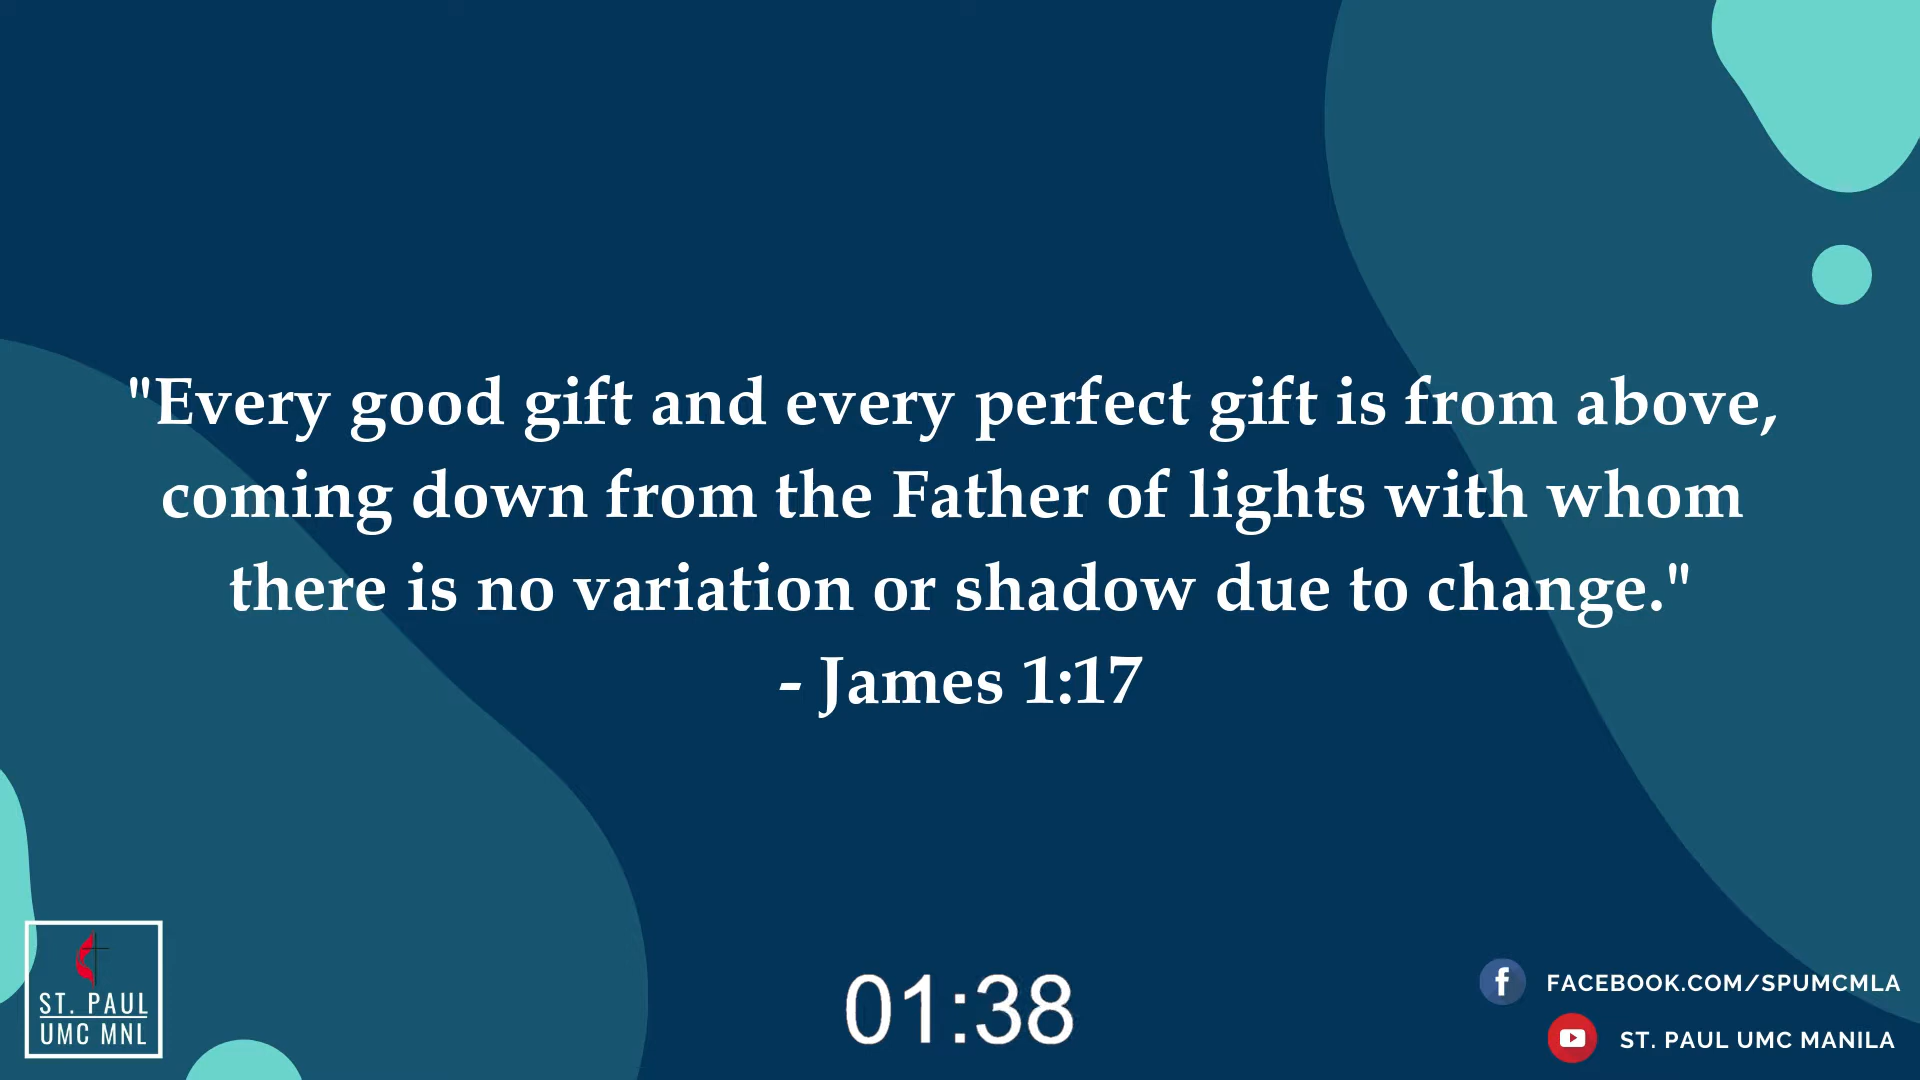 "Every good gift and every perfect gift is from above,
coming down from the Father of lights with whom
there is no variation or shadow due to change."
- James 1:17
ST. PAUL
UMC MNL
01:38
FACEBOOK.COM/SPUMCMLA
ST. PAUL UMC MANILA